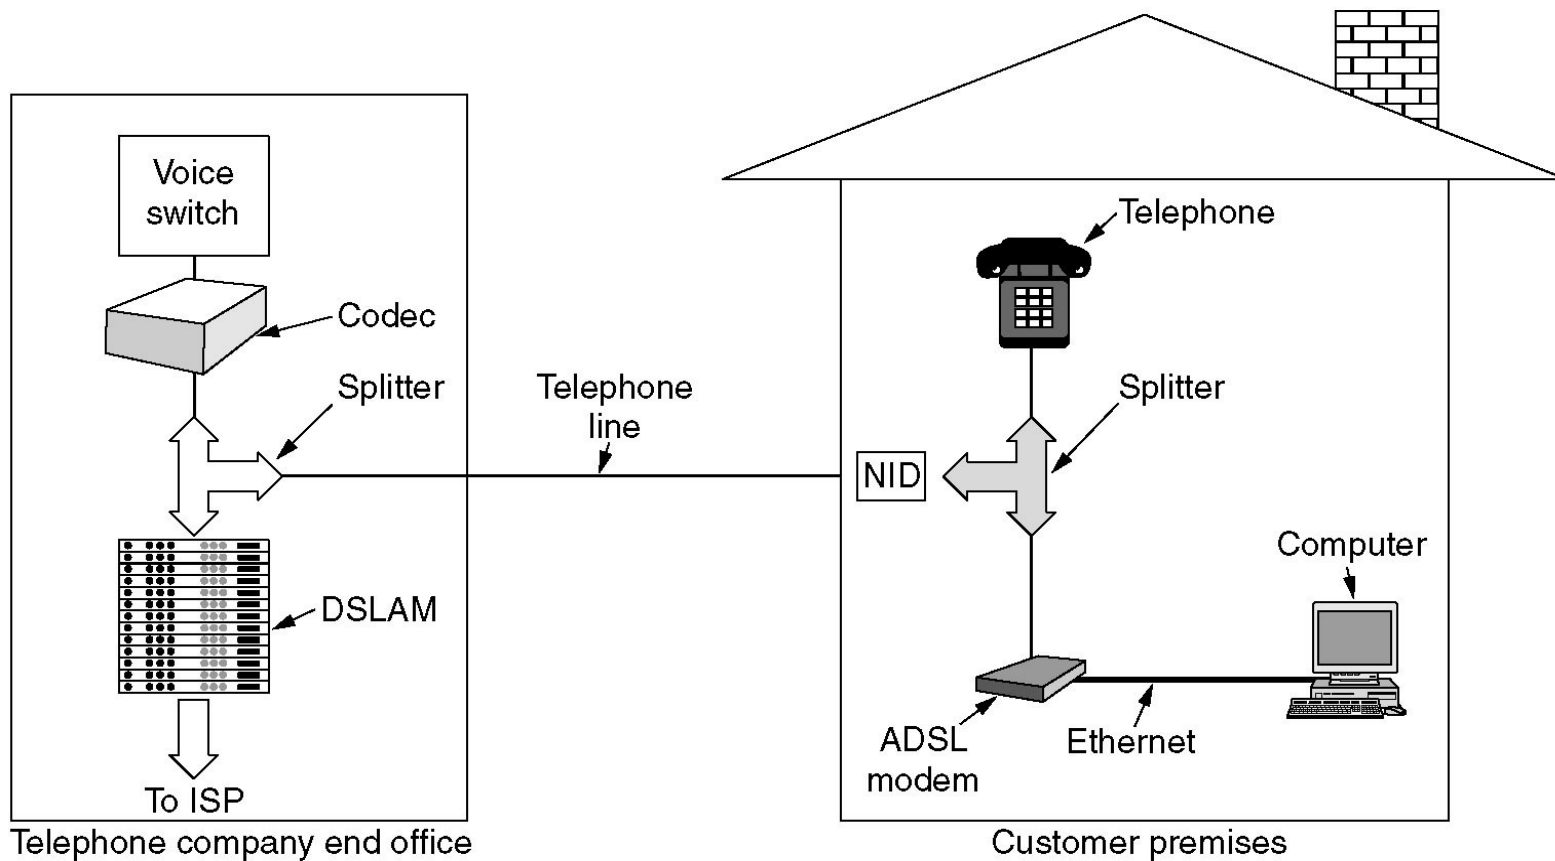 Voice
switch
Codec
Splitter
DSLAM
To ISP
Telephone company end office
Telephone
line
Telephone
Splitter
NID
Computer
ADSL
modem
Ethernet
Customer premises